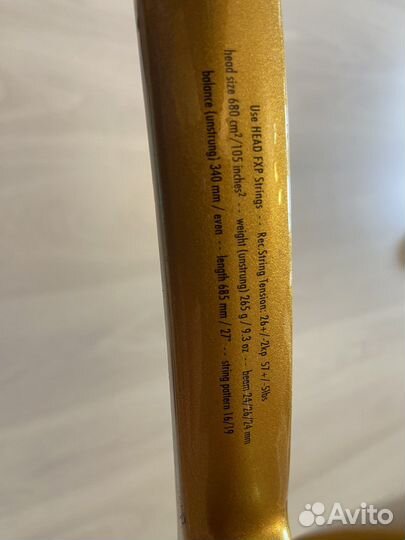 Use HEAD FXP Strings -- Rec.String Tension: 26+/-2kp 57+/-5lbs
head size 680 cm²/105 inches² -- weight (unstrung) 265 g / 9.3 oz -- beam 24/26/24 mm
balance (unstrung) 340 mm / even -- length 685 mm / 27" -- string pattern 16/19
Avito